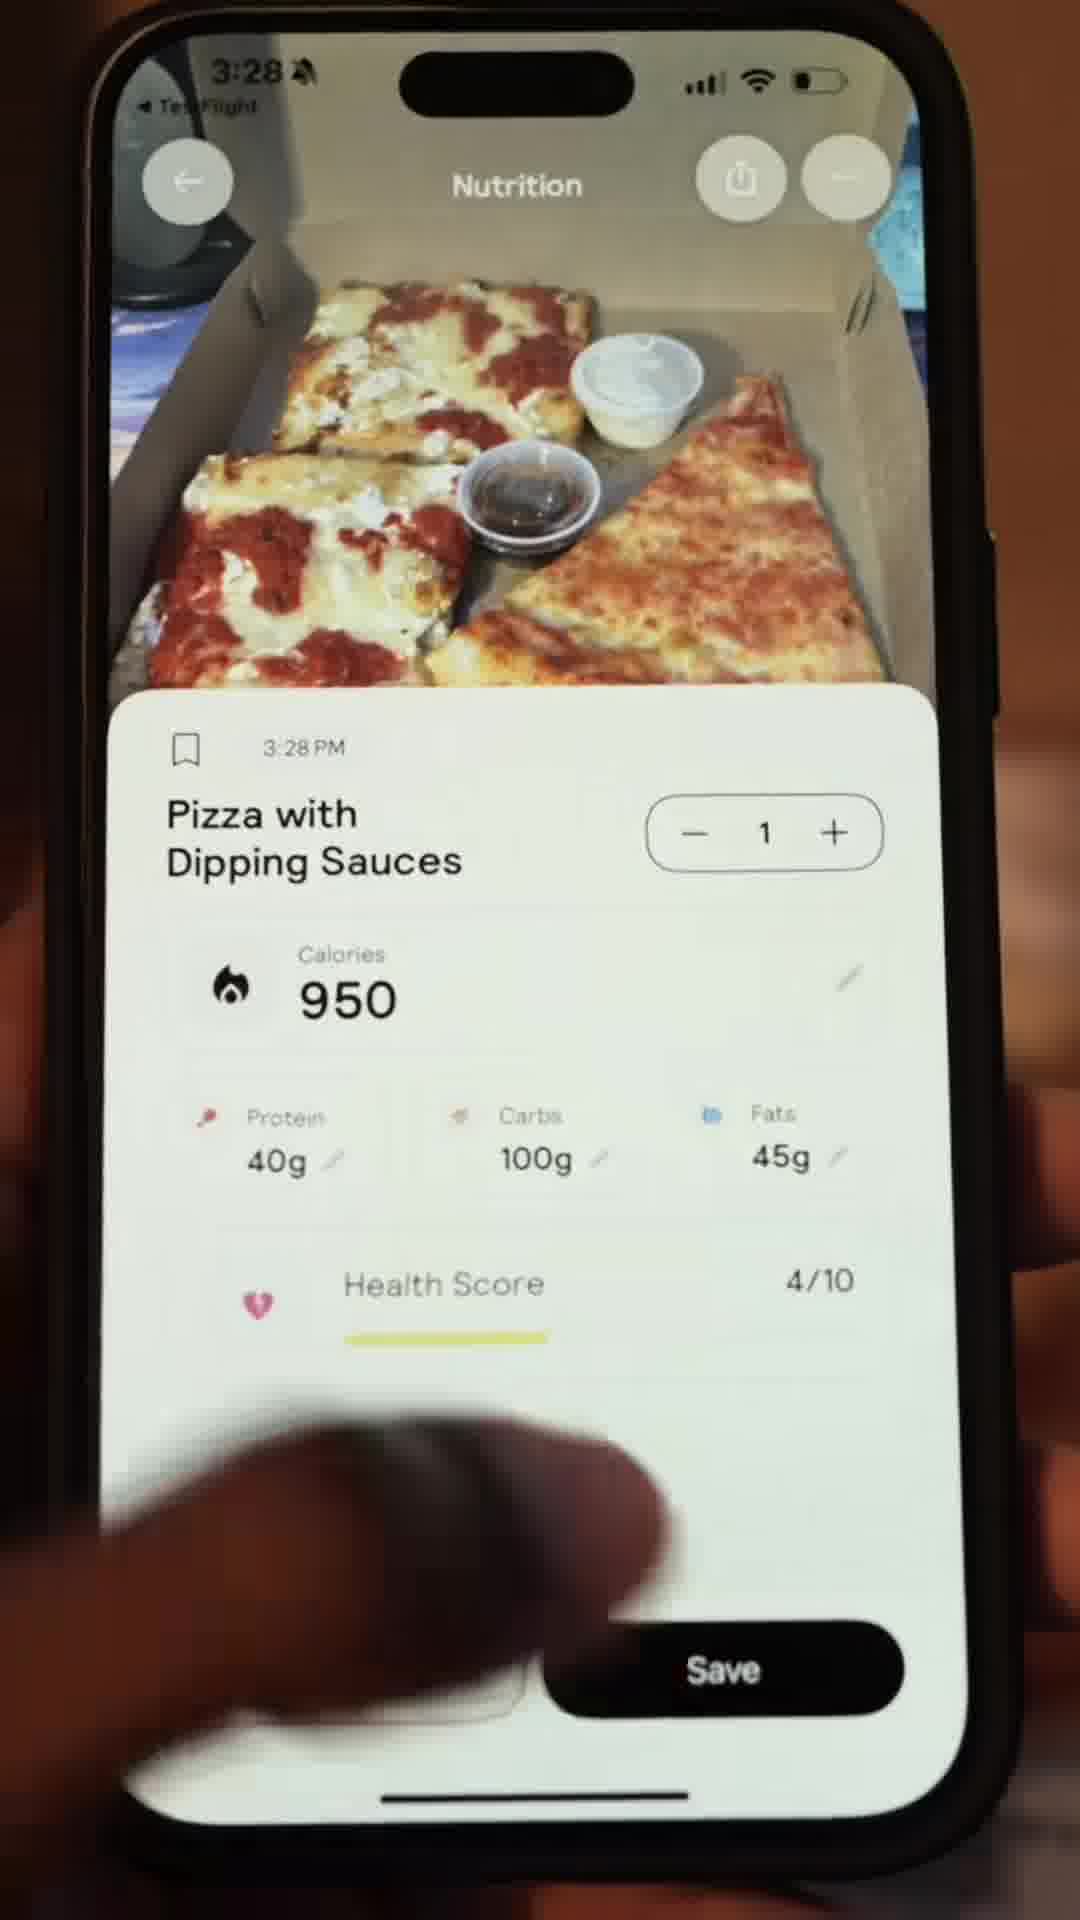 3:28
◀ TestFlight
Nutrition
3:28 PM
Pizza with
Dipping Sauces
1
Calories
950
Protein
40g
Carbs
100g
Fats
45g
Health Score
4/10
Save